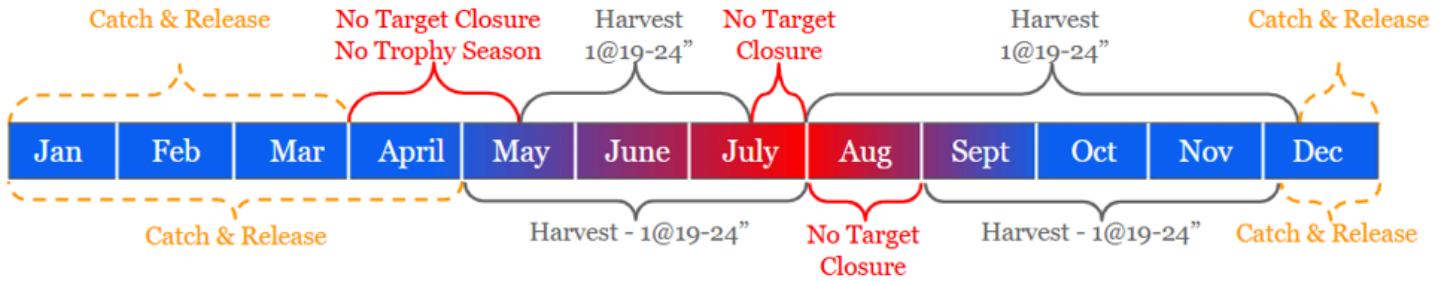 Catch & Release
No Target Closure
No Trophy Season
Harvest
1@19-24”
No Target
Closure
Harvest
1@19-24”
Catch & Release
Jan Feb Mar April May June July Aug Sept Oct Nov Dec
Catch & Release
Harvest - 1@19-24”
No Target
Closure
Harvest - 1@19-24”
Catch & Release